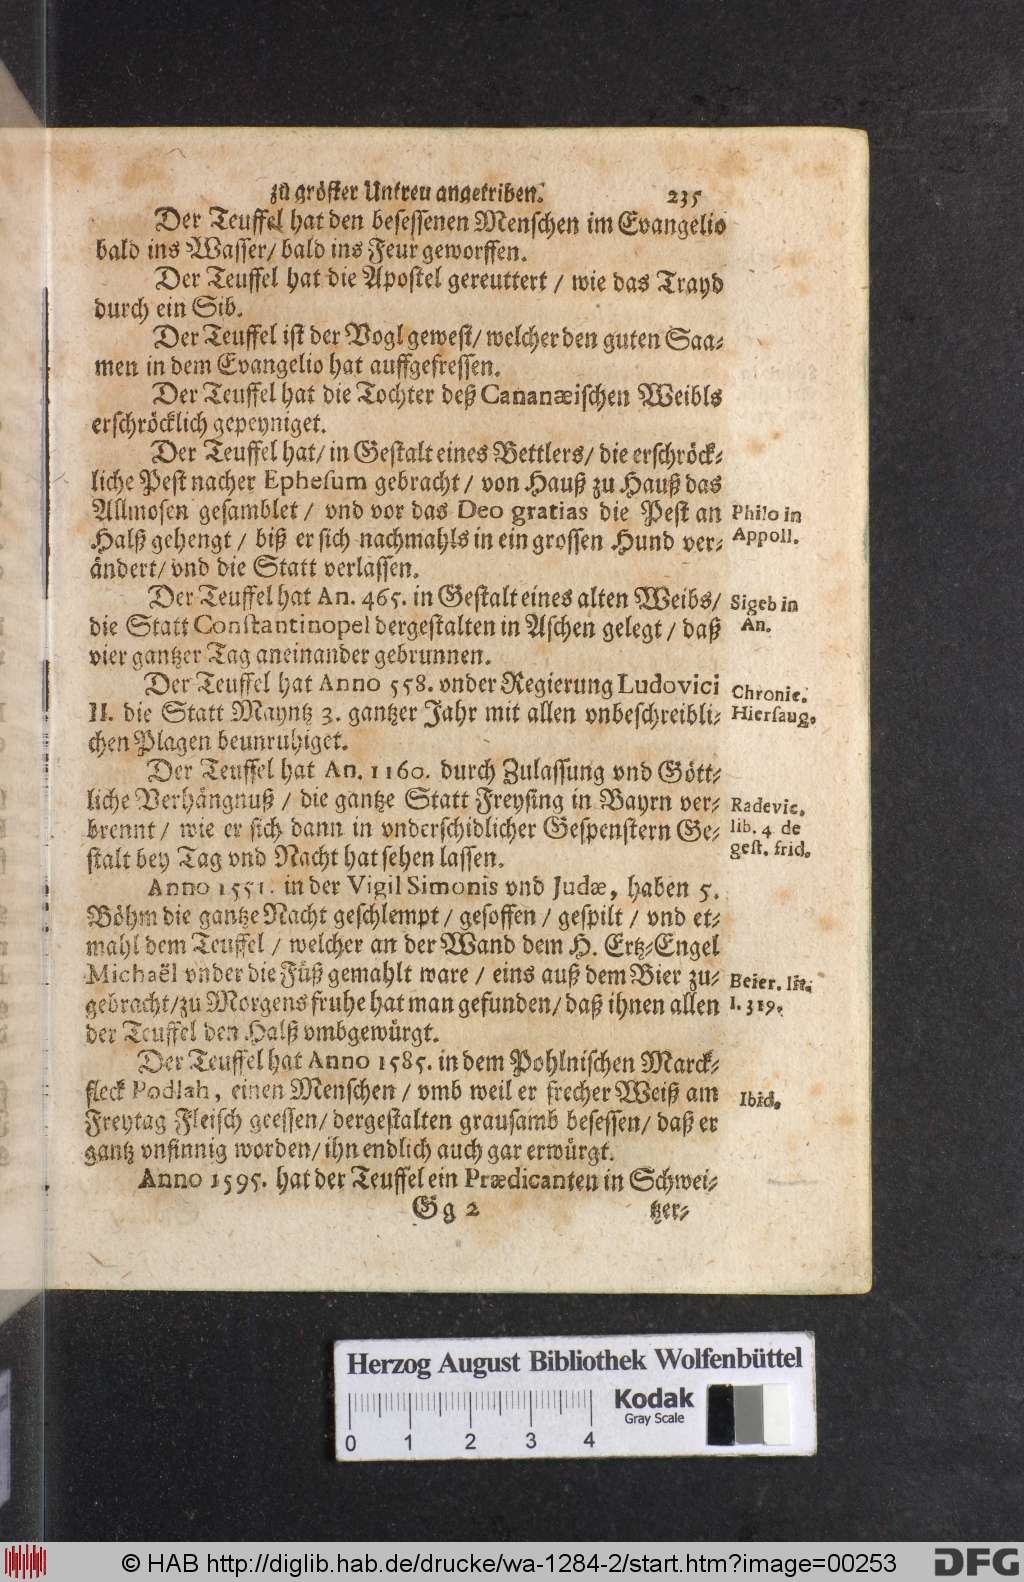 zu gröster Untreu angetriben. 235
Der Teuffel hat den besessenen Menschen im Evangelio
bald ins Wasser/ bald ins Feur geworffen.
Der Teuffel hat die Apostel gereuttert / wie das Trayd
durch ein Sib.
Der Teuffel ist der Vogl gewest/ welcher den guten Saa-
men in dem Evangelio hat auffgefressen.
Der Teuffel hat die Tochter deß Cananæischen Weibls
erschröcklich gepeyniget.
Der Teuffel hat/ in Gestalt eines Bettlers/ die erschröck-
liche Pest nacher Ephesum gebracht / von Hauß zu Hauß das
Allmosen gesamblet / vnd vor das Deo gratias die Pest an
Philo in
Halß gehengt / biß er sich nachmahls in ein grossen Hund ver-
Appoll.
ändert/ vnd die Statt verlassen.
Der Teuffel hat An. 465. in Gestalt eines alten Weibs/
Sigeb in
die Statt Constantinopel dergestalten in Aschen gelegt / daß
An.
vier gantzer Tag aneinander gebrunnen.
Der Teuffel hat Anno 558. vnder Regierung Ludovici
Chronic.
II. die Statt Mayntz 3. gantzer Jahr mit allen vnbeschreibli-
Hiersaug.
chen Plagen beunruhiget.
Der Teuffel hat An. 1160. durch Zulassung vnd Gött-
liche Verhängnuß / die gantze Statt Freysing in Bayrn ver-
Radevic.
brennt / wie er sich dann in vnderschidlicher Gespenstern Ge-
lib. 4 de
stalt bey Tag vnd Nacht hat sehen lassen.
gest. frid.
Anno 1551. in der Vigil Simonis vnd Judæ, haben 5.
Böhm die gantze Nacht geschlempt / gesoffen / gespilt / vnd et-
mahl dem Teuffel / welcher an der Wand dem H. Ertz-Engel
Michaël vnder die Füß gemahlt ware / eins auß dem Bier zu-
Beier. lit.
gebracht/ zu Morgens fruhe hat man gefunden/ daß ihnen allen
I. 319.
der Teuffel den Halß vmbgewürgt.
Der Teuffel hat Anno 1585. in dem Pohlnischen Marck-
fleck Podlah, einen Menschen / vmb weil er frecher Weiß am
Ibid.
Freytag Fleisch geessen/ dergestalten grausamb besessen/ daß er
gantz vnsinnig worden/ ihn endlich auch gar erwürgt.
Anno 1595. hat der Teuffel ein Prædicanten in Schwei-
Gg 2 tzer-
Herzog August Bibliothek Wolfenbüttel
Kodak
Gray Scale
0 1 2 3 4
© HAB http://diglib.hab.de/drucke/wa-1284-2/start.htm?image=00253
DFG